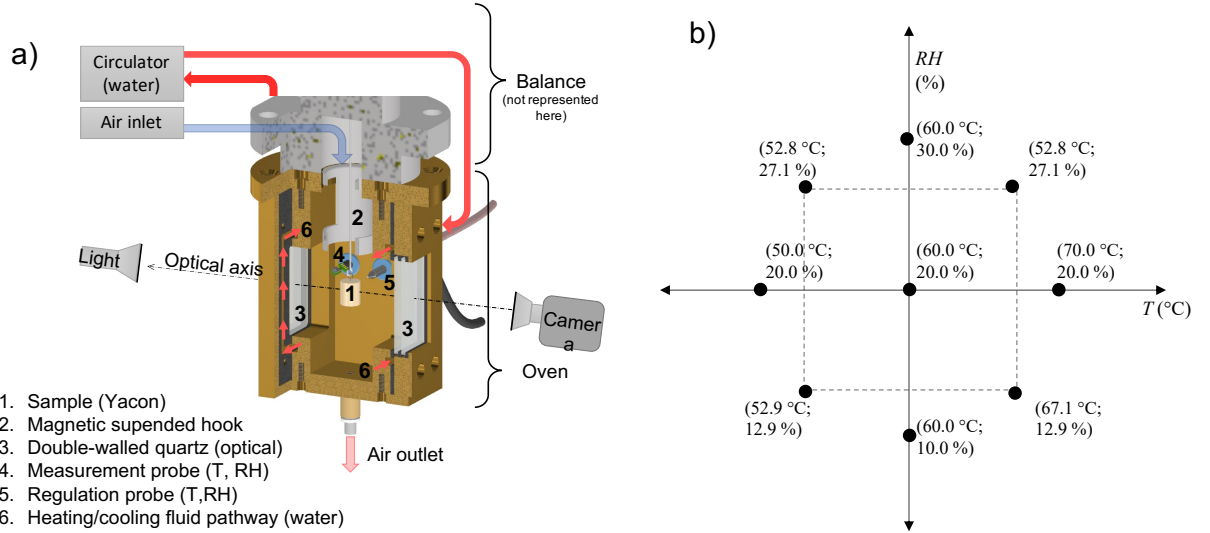 a)
Circulator
(water)
Air inlet
Balance
(not represented
here)
2
6
4
5
1
3
3
6
Light
Optical axis
Camer
a
Oven
Air outlet
1. Sample (Yacon)
2. Magnetic supended hook
3. Double-walled quartz (optical)
4. Measurement probe (T, RH)
5. Regulation probe (T,RH)
6. Heating/cooling fluid pathway (water)
b)
RH
(%)
(60.0 °C;
30.0 %)
(52.8 °C;
27.1 %)
(52.8 °C;
27.1 %)
(50.0 °C;
20.0 %)
(60.0 °C;
20.0 %)
(70.0 °C;
20.0 %)
T (°C)
(52.9 °C;
12.9 %)
(67.1 °C;
12.9 %)
(60.0 °C;
10.0 %)